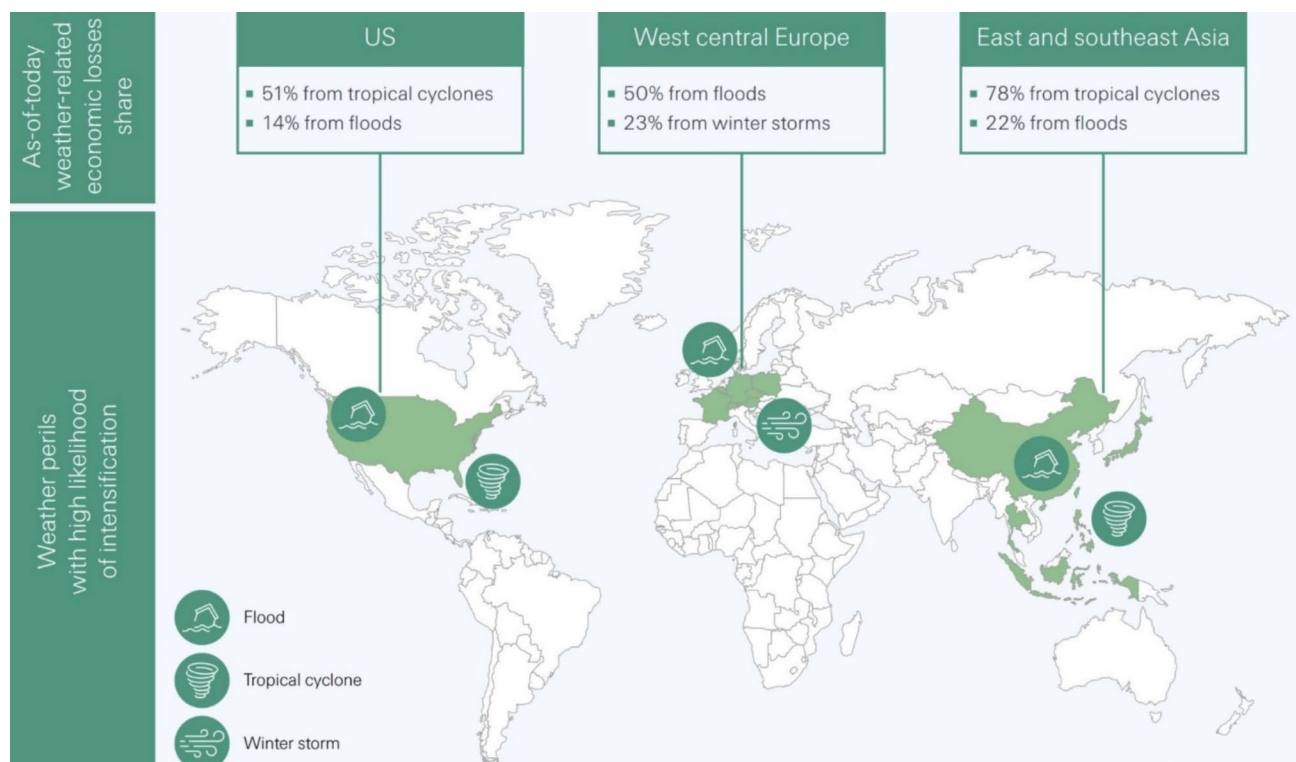 As-of-today
weather-related
economic losses
share
US
▪ 51% from tropical cyclones
▪ 14% from floods
West central Europe
▪ 50% from floods
▪ 23% from winter storms
East and southeast Asia
▪ 78% from tropical cyclones
▪ 22% from floods
Weather perils
with high likelihood
of intensification
Flood
Tropical cyclone
Winter storm